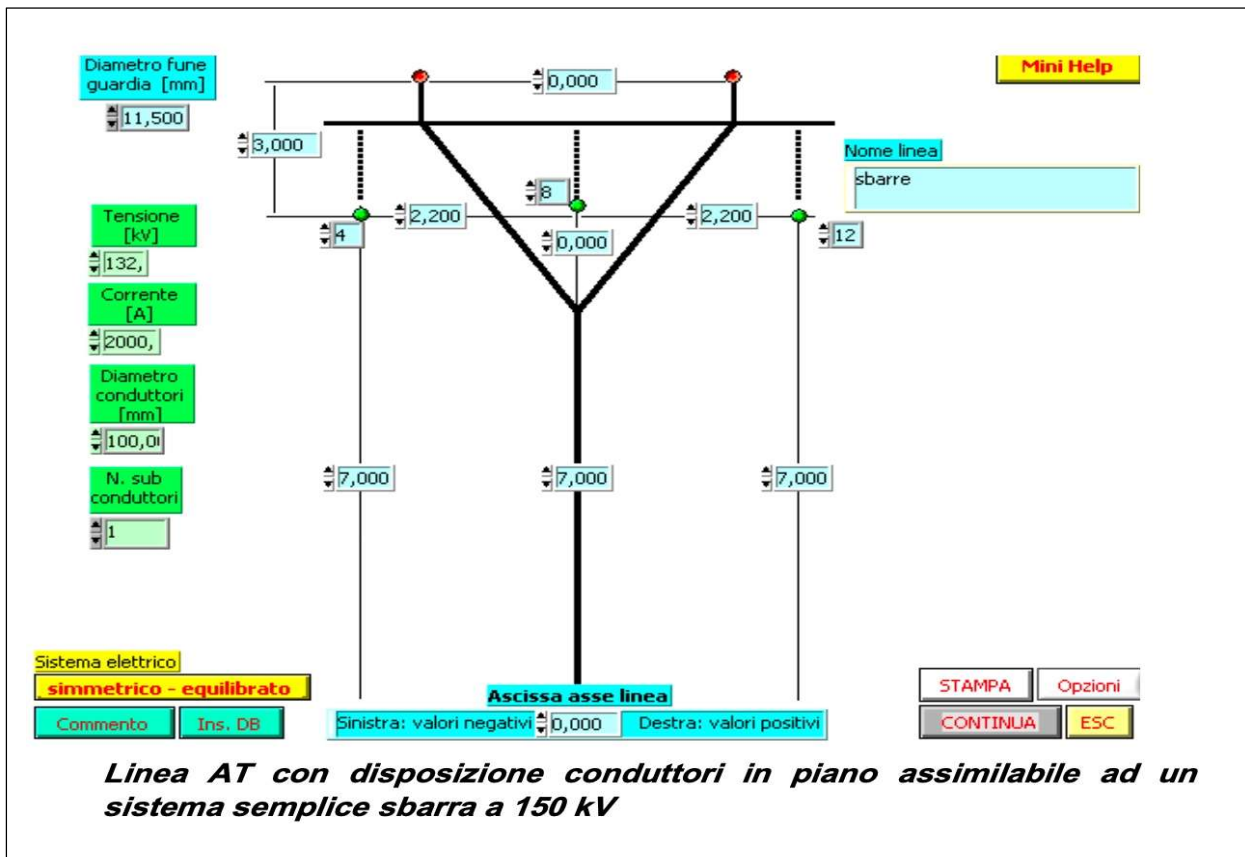 Diametro fune
guardia [mm]
11,500
0,000
Mini Help
3,000
Nome linea
sbarre
8
Tensione
[kV]
132,
2,200
2,200
4
0,000
12
Corrente
[A]
2000,
Diametro
conduttori
[mm]
100,0
7,000
7,000
7,000
N. sub
conduttori
1
Sistema elettrico
simmetrico - equilibrato
Commento
Ins. DB
Ascissa asse linea
Sinistra: valori negativi
0,000
Destra: valori positivi
STAMPA
Opzioni
CONTINUA
ESC
Linea AT con disposizione conduttori in piano assimilabile ad un
sistema semplice sbarra a 150 kV